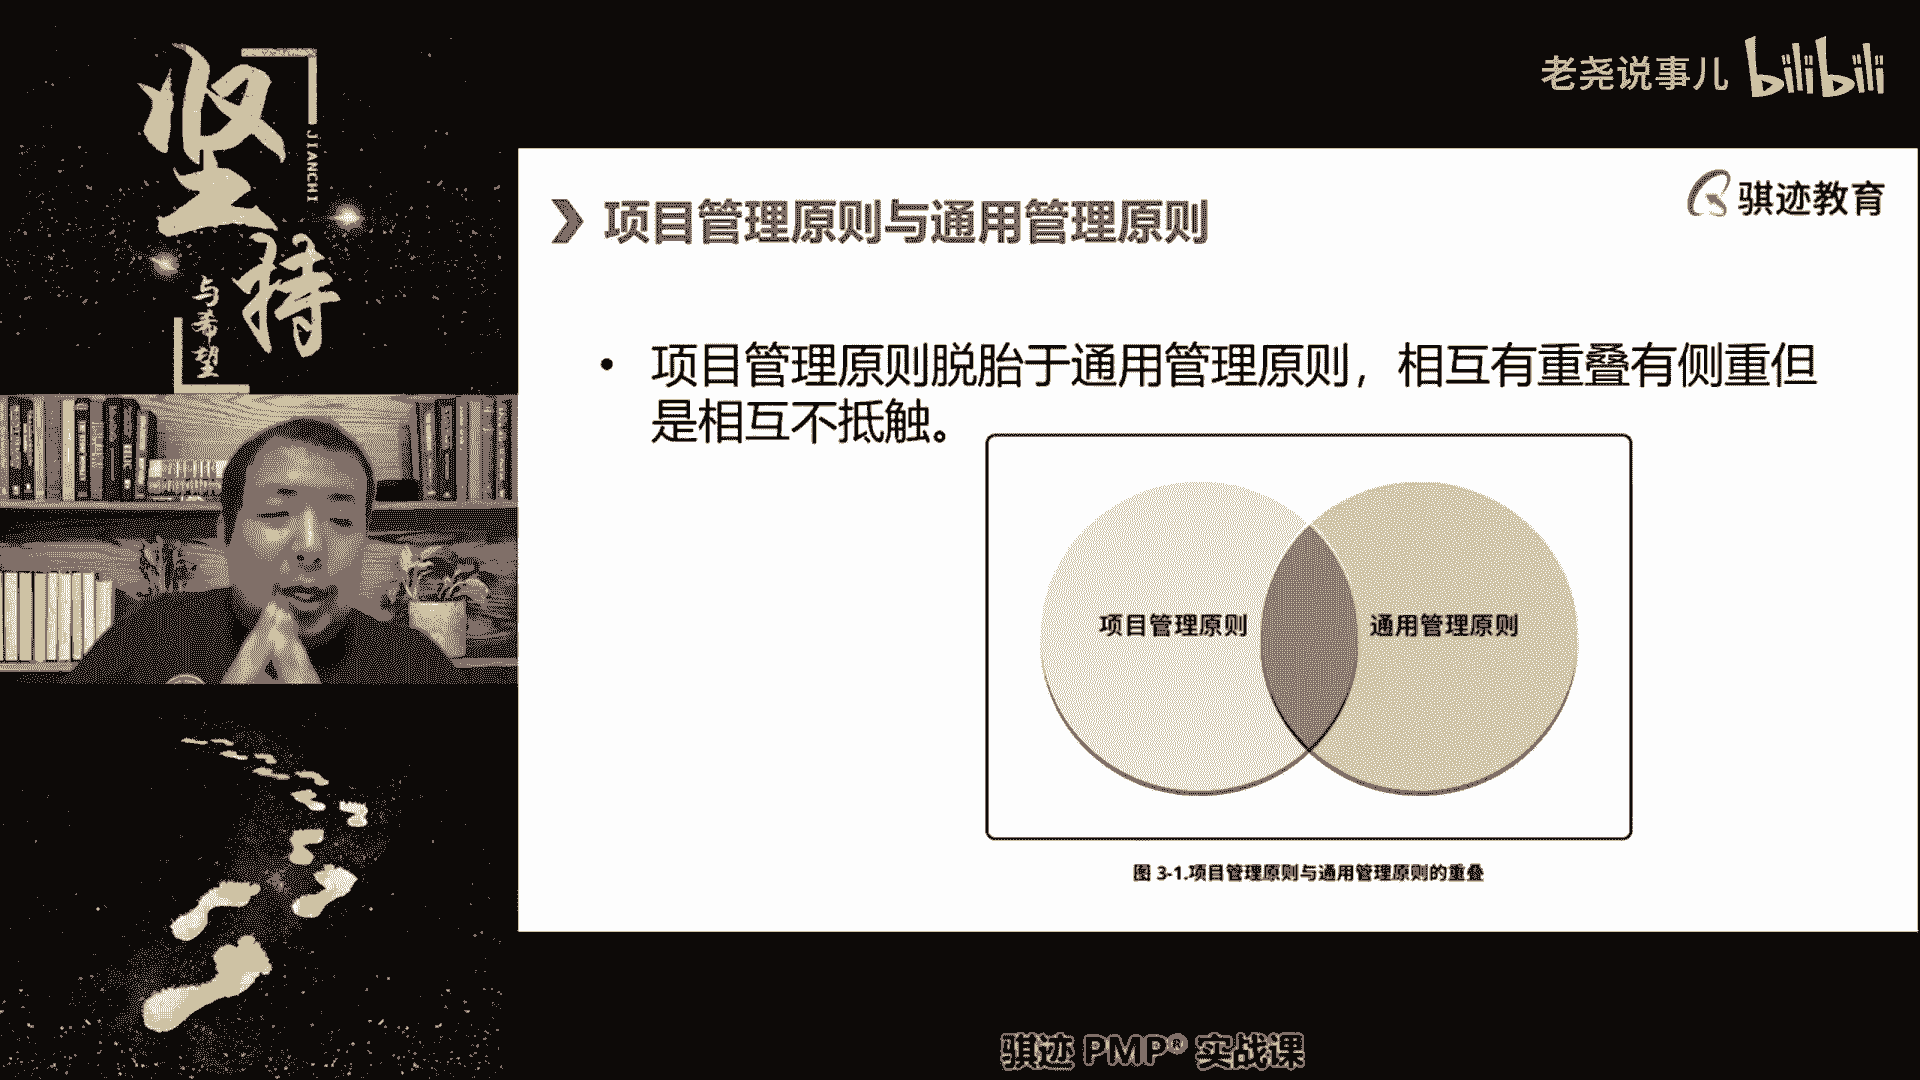 坚持
JIANCHI
与希望
老尧说事儿 bilibili
骐迹教育
项目管理原则与通用管理原则
• 项目管理原则脱胎于通用管理原则，相互有重叠有侧重但
是相互不抵触。
项目管理原则
通用管理原则
图 3-1.项目管理原则与通用管理原则的重叠
骐迹 PMP® 实战课